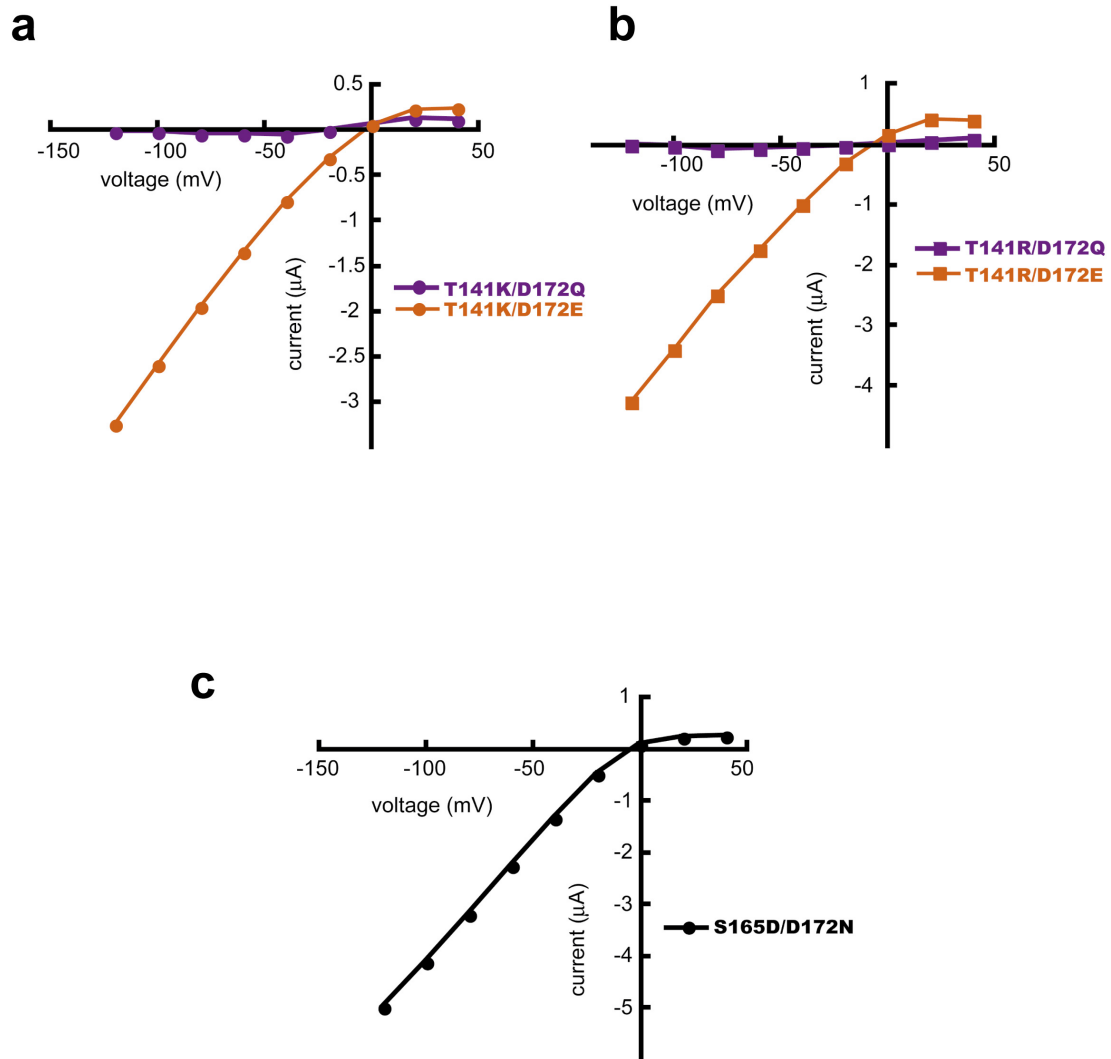 a
0.5
-150
-100
-50
50
voltage (mV)
-0.5
-1
-1.5
-2
-2.5
-3
current (µA)
T141K/D172Q
T141K/D172E
b
1
-100
-50
50
voltage (mV)
-1
-2
-3
-4
current (µA)
T141R/D172Q
T141R/D172E
c
1
-150
-100
-50
50
voltage (mV)
-1
-2
-3
-4
-5
current (µA)
S165D/D172N